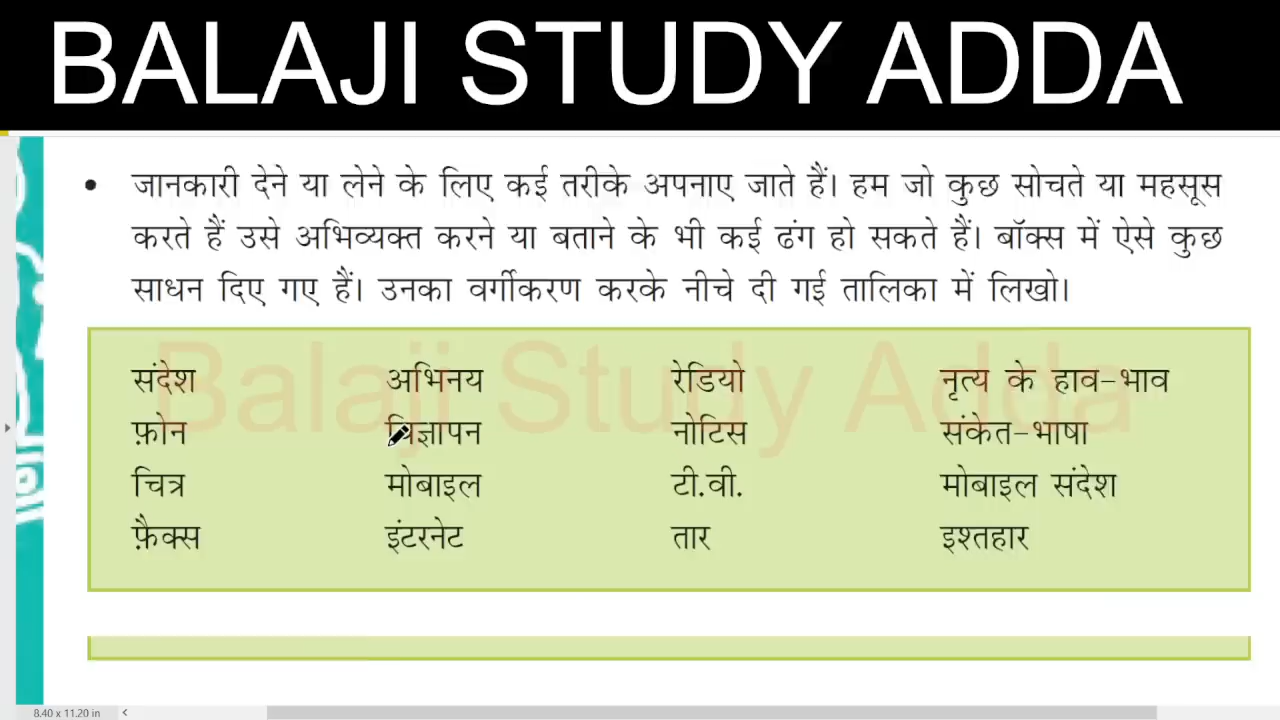 BALAJI STUDY ADDA
• जानकारी देने या लेने के लिए कई तरीके अपनाए जाते हैं। हम जो कुछ सोचते या महसूस
करते हैं उसे अभिव्यक्त करने या बताने के भी कई ढंग हो सकते हैं। बॉक्स में ऐसे कुछ
साधन दिए गए हैं। उनका वर्गीकरण करके नीचे दी गई तालिका में लिखो।
Balaji Study Adda
संदेश अभिनय रेडियो नृत्य के हाव-भाव
फ़ोन विज्ञापन नोटिस संकेत-भाषा
चित्र मोबाइल टी.वी. मोबाइल संदेश
फ़ैक्स इंटरनेट तार इश्तहार
8.40 x 11.20 in